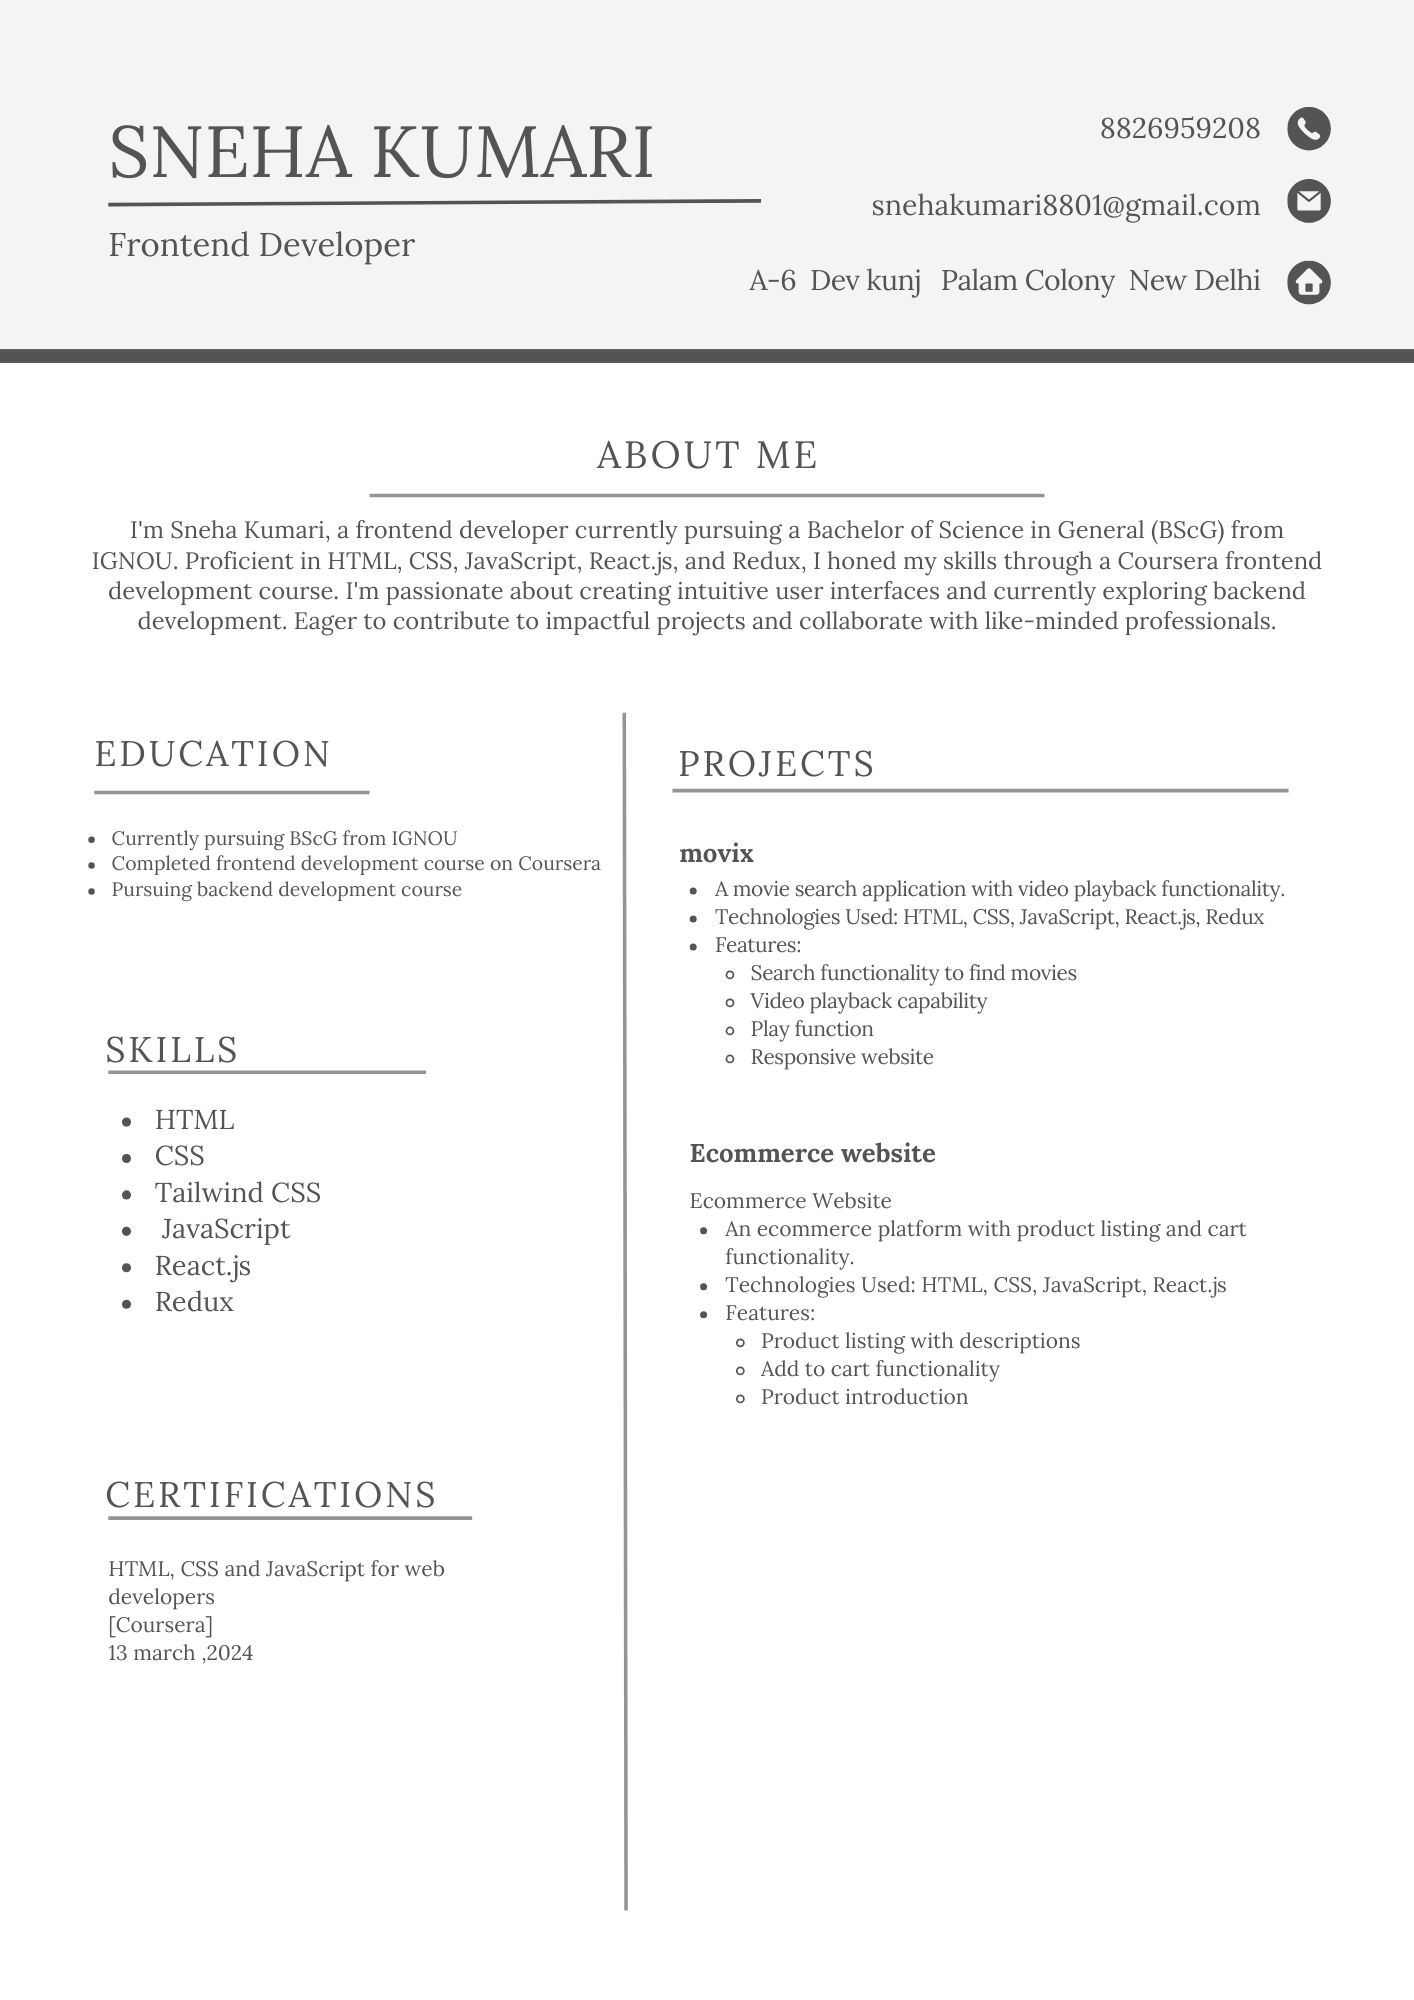 SNEHA KUMARI
Frontend Developer
8826959208
snehakumari8801@gmail.com
A-6 Dev kunj Palam Colony New Delhi
ABOUT ME
I'm Sneha Kumari, a frontend developer currently pursuing a Bachelor of Science in General (BScG) from
IGNOU. Proficient in HTML, CSS, JavaScript, React.js, and Redux, I honed my skills through a Coursera frontend
development course. I'm passionate about creating intuitive user interfaces and currently exploring backend
development. Eager to contribute to impactful projects and collaborate with like-minded professionals.
EDUCATION
• Currently pursuing BScG from IGNOU
• Completed frontend development course on Coursera
• Pursuing backend development course
SKILLS
• HTML
• CSS
• Tailwind CSS
• JavaScript
• React.js
• Redux
CERTIFICATIONS
HTML, CSS and JavaScript for web
developers
[Coursera]
13 march ,2024
PROJECTS
movix
• A movie search application with video playback functionality.
• Technologies Used: HTML, CSS, JavaScript, React.js, Redux
• Features:
◦ Search functionality to find movies
◦ Video playback capability
◦ Play function
◦ Responsive website
Ecommerce website
Ecommerce Website
• An ecommerce platform with product listing and cart
functionality.
• Technologies Used: HTML, CSS, JavaScript, React.js
• Features:
◦ Product listing with descriptions
◦ Add to cart functionality
◦ Product introduction